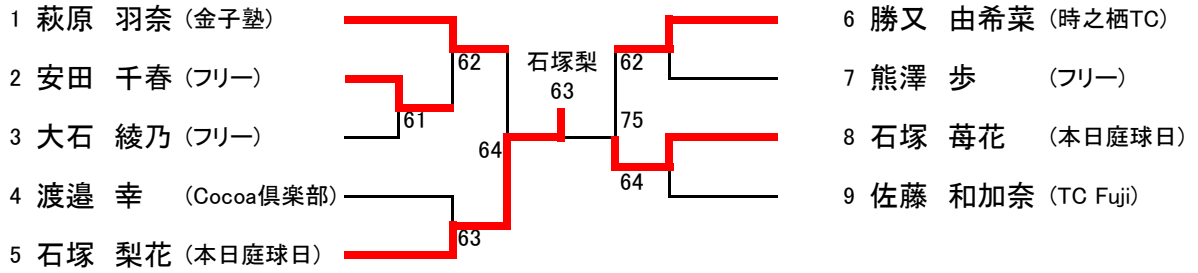 1 萩原 羽奈 (金子塾)
2 安田 千春 (フリー)
3 大石 綾乃 (フリー)
4 渡邉 幸 (Cocoa倶楽部)
5 石塚 梨花 (本日庭球日)
62
61
64
63
石塚梨
63
62
75
64
6 勝又 由希菜 (時之栖TC)
7 熊澤 歩 (フリー)
8 石塚 苺花 (本日庭球日)
9 佐藤 和加奈 (TC Fuji)